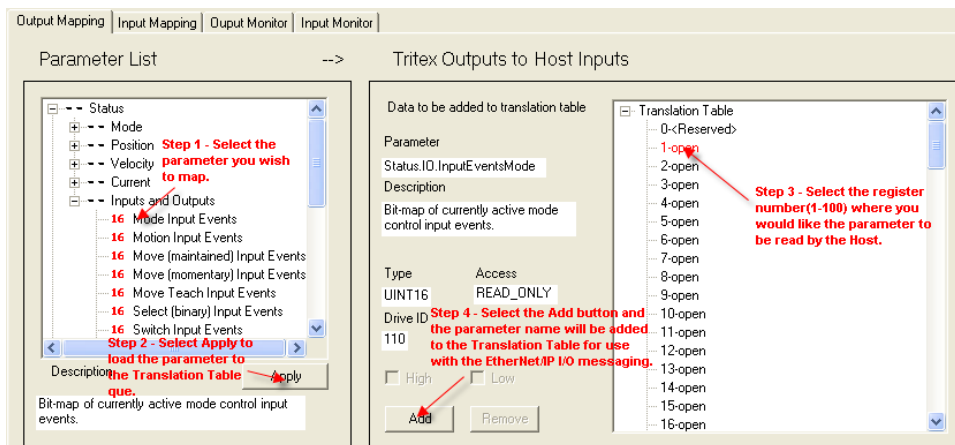 Output Mapping
Input Mapping
Ouput Monitor
Input Monitor
Parameter List
-->
Tritex Outputs to Host Inputs
Status
Mode
Position
Velocity
Current
Inputs and Outputs
16 Mode Input Events
16 Motion Input Events
16 Move (maintained) Input Events
16 Move (momentary) Input Events
16 Move Teach Input Events
16 Select (binary) Input Events
16 Switch Input Events
Step 1 - Select the
parameter you wish
to map.
Step 2 - Select Apply to
load the parameter to
the Translation Table
que.
Description
Apply
Bit-map of currently active mode control input
events.
Data to be added to translation table
Parameter
Status.IO.InputEventsMode
Description
Bit-map of currently active mode
control input events.
Type
Access
UINT16
READ_ONLY
Drive ID
110
Step 4 - Select the Add button and
the parameter name will be added
to the Translation Table for use
with the EtherNet/IP I/O messaging.
High
Low
Add
Remove
Translation Table
0-<Reserved>
1-open
2-open
3-open
4-open
5-open
6-open
7-open
8-open
9-open
10-open
11-open
12-open
13-open
14-open
15-open
16-open
Step 3 - Select the register
number(1-100) where you
would like the parameter to
be read by the Host.